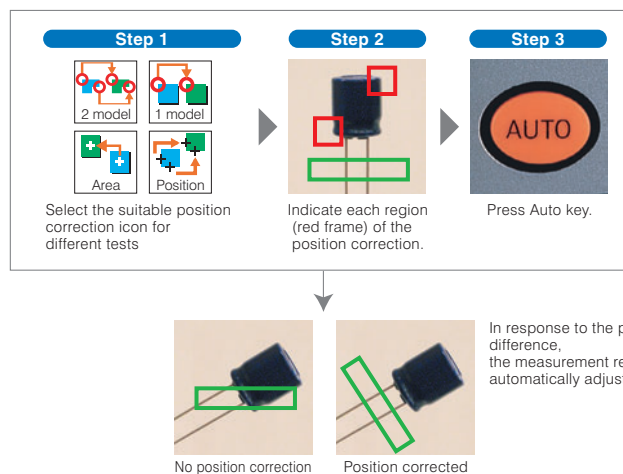 Step 1
Step 2
Step 3
2 model
1 model
Area
Position
AUTO
Select the suitable position
correction icon for
different tests
Indicate each region
(red frame) of the
position correction.
Press Auto key.
In response to the
difference,
the measurement
automatically
No position correction
Position corrected